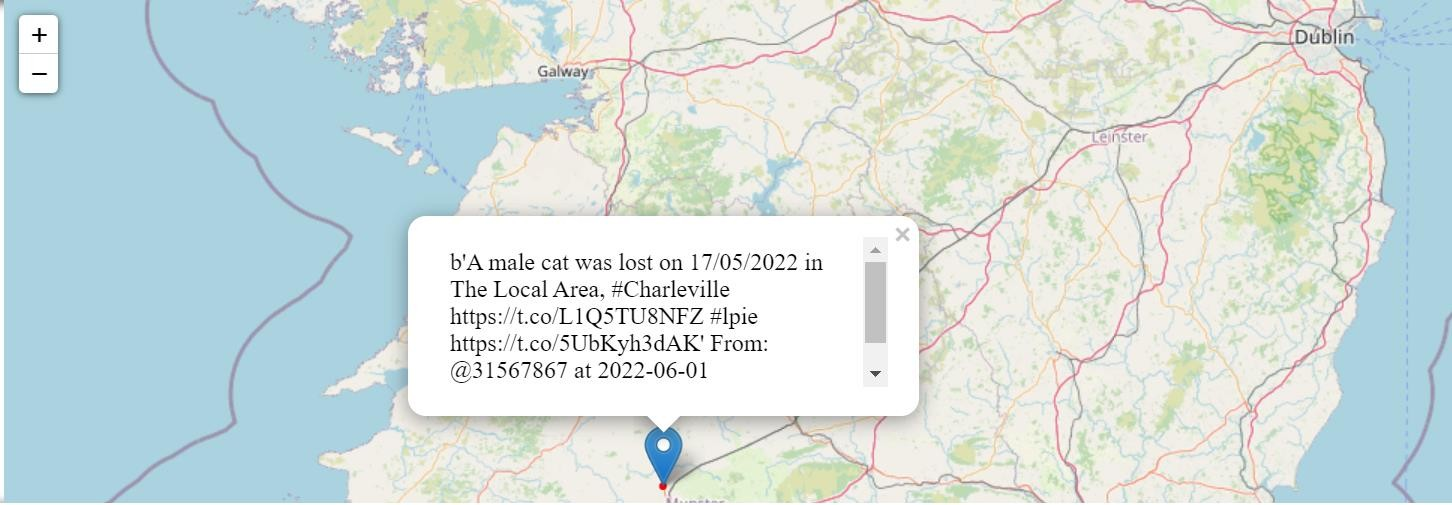 +
−
Galway
Dublin
Leinster
×
b'A male cat was lost on 17/05/2022 in
The Local Area, #Charleville
https://t.co/L1Q5TU8NFZ #lpie
https://t.co/5UbKyh3dAK' From:
@31567867 at 2022-06-01
Munster